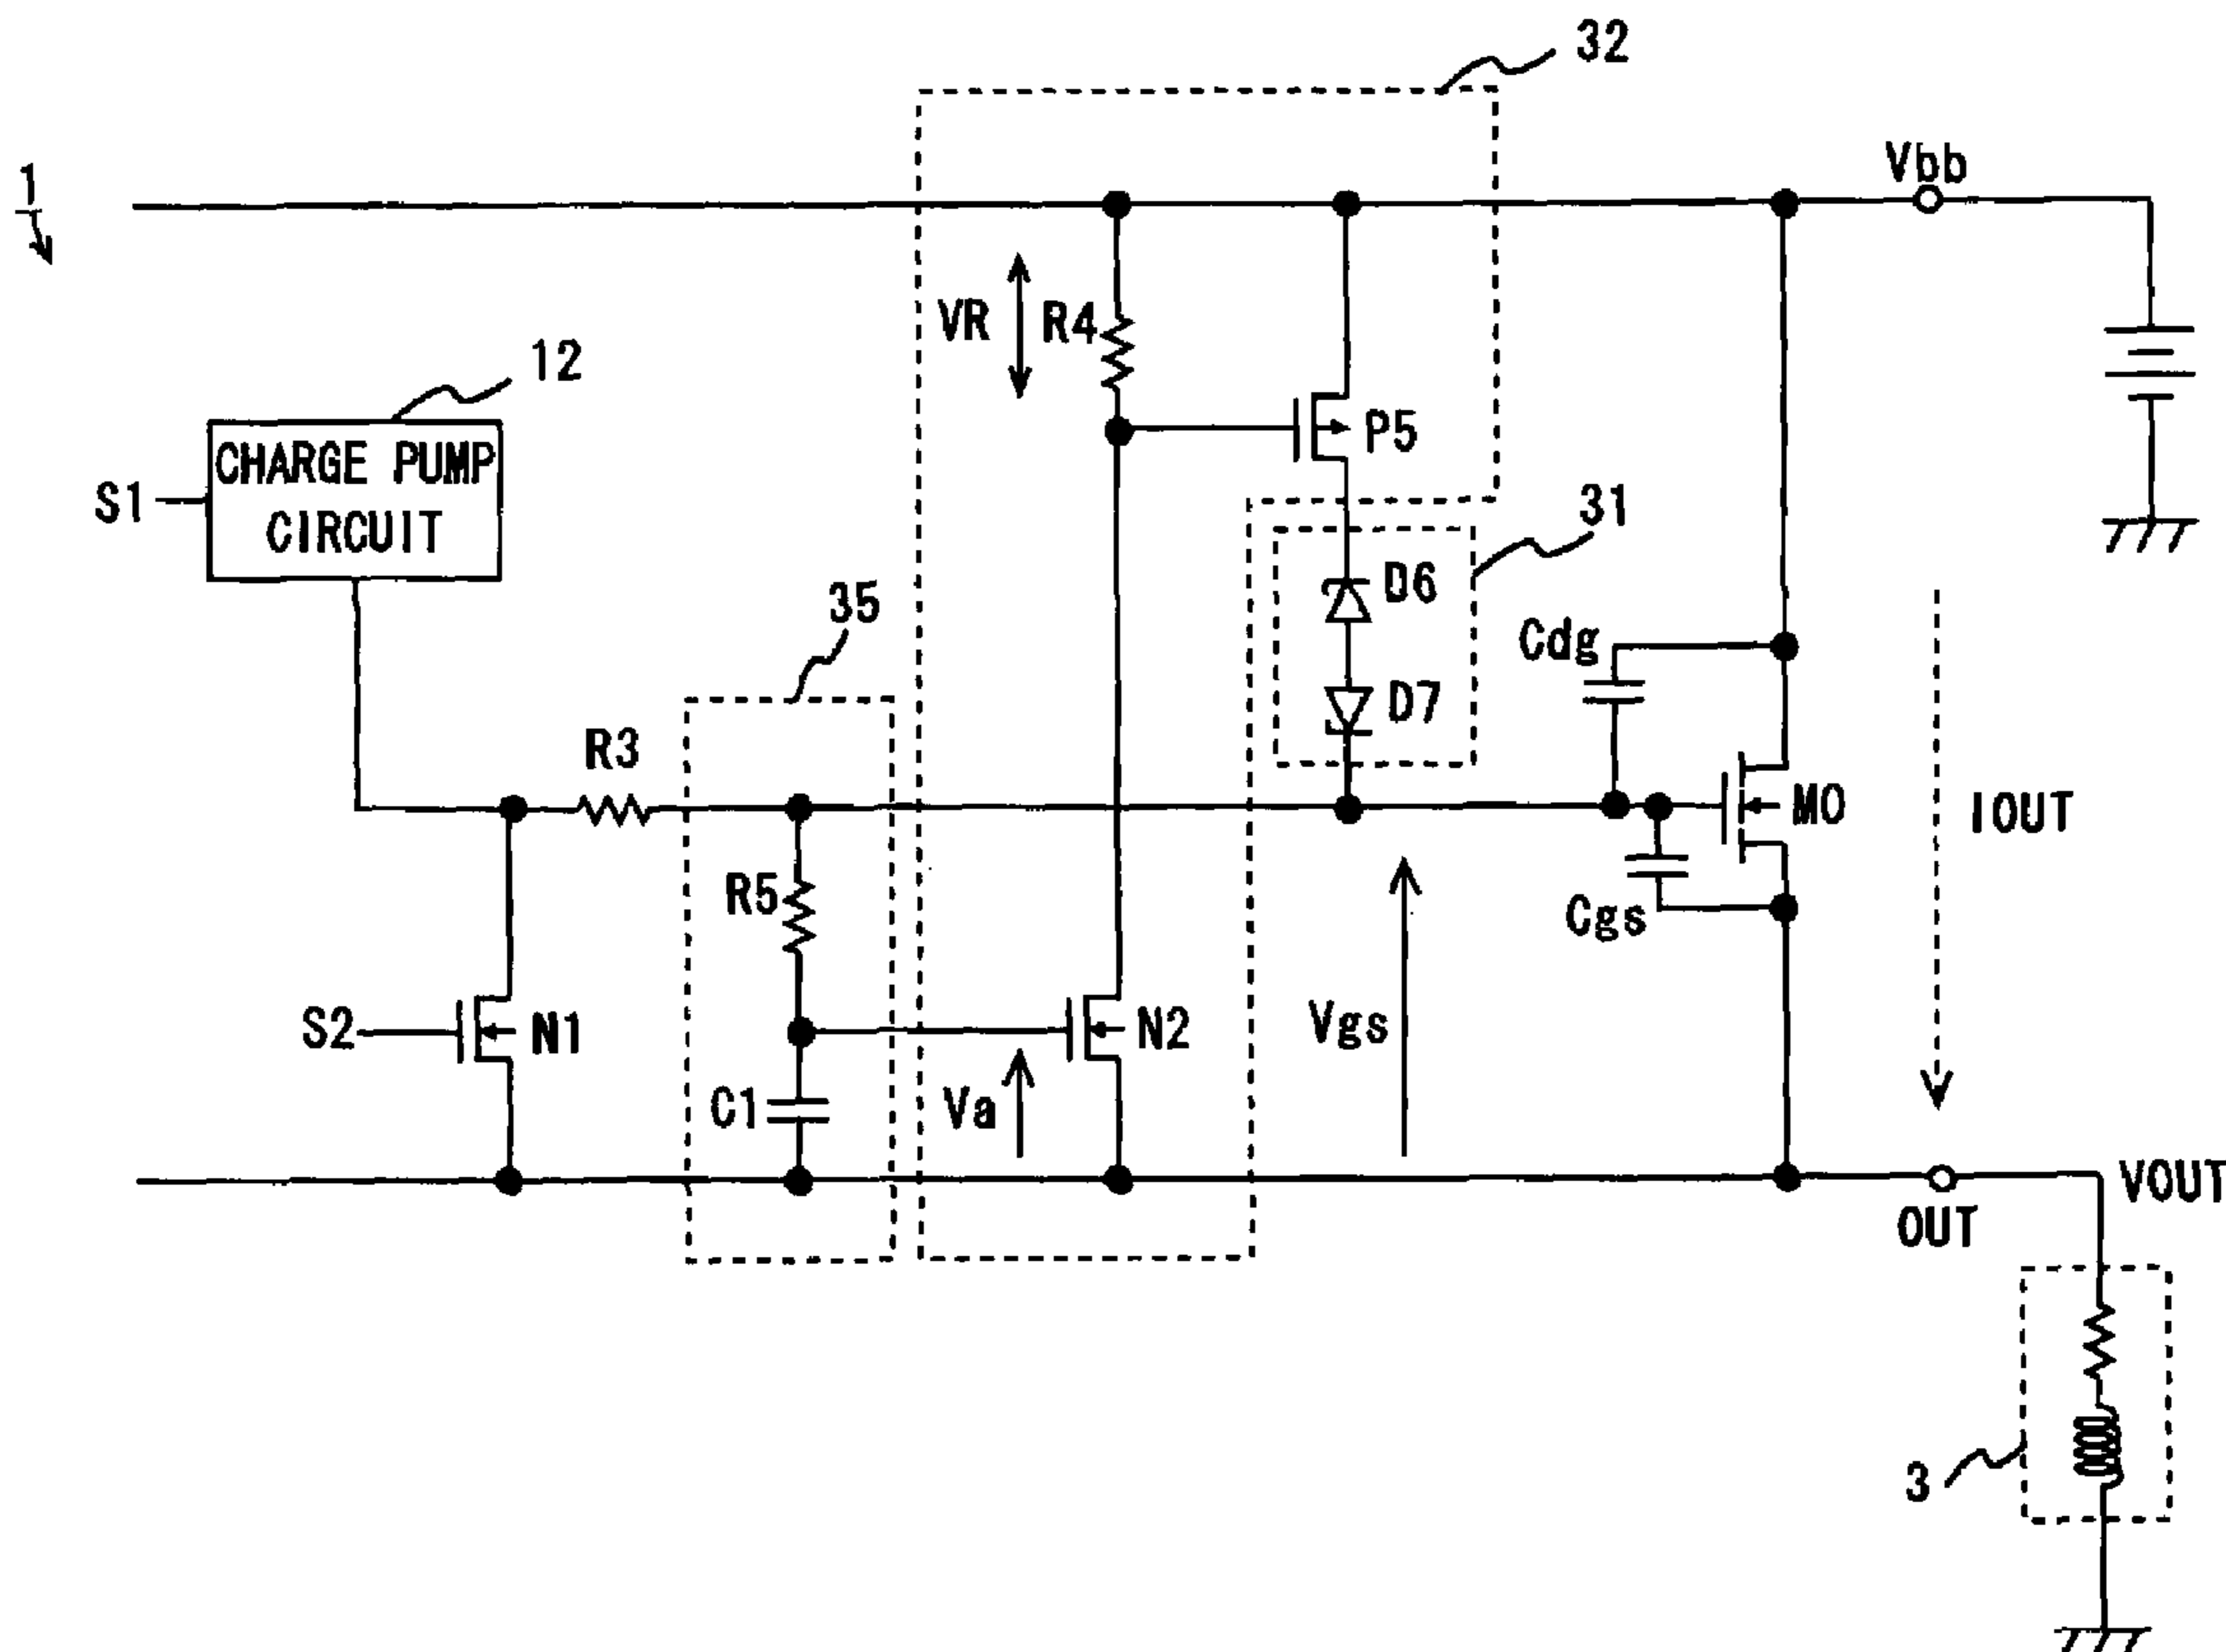 32
1
Vbb
VR
R4
12
CHARGE PUMP
CIRCUIT
S1
P5
31
D6
35
Cdg
D7
R3
M0
IOUT
R5
Cgs
S2
N1
N2
Vgs
C1
Va
VOUT
OUT
3